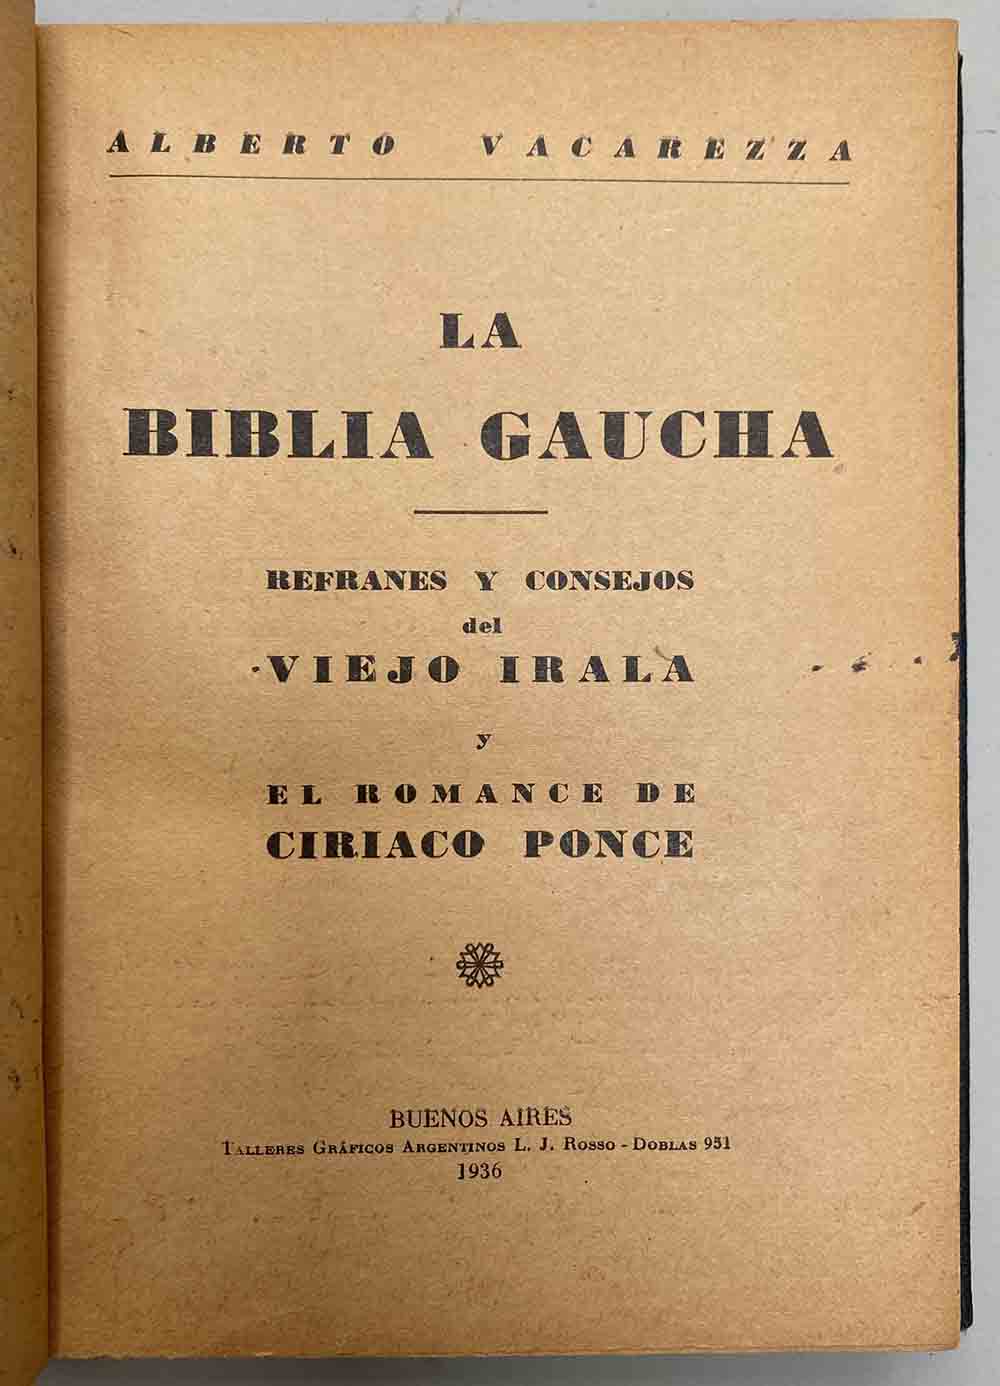 ALBERTO VACAREZZA
LA
BIBLIA GAUCHA
REFRANES Y CONSEJOS
del
VIEJO IRALA
y
EL ROMANCE DE
CIRIACO PONCE
BUENOS AIRES
TALLERES GRÁFICOS ARGENTINOS L. J. ROSSO - DOBLAS 951
1936